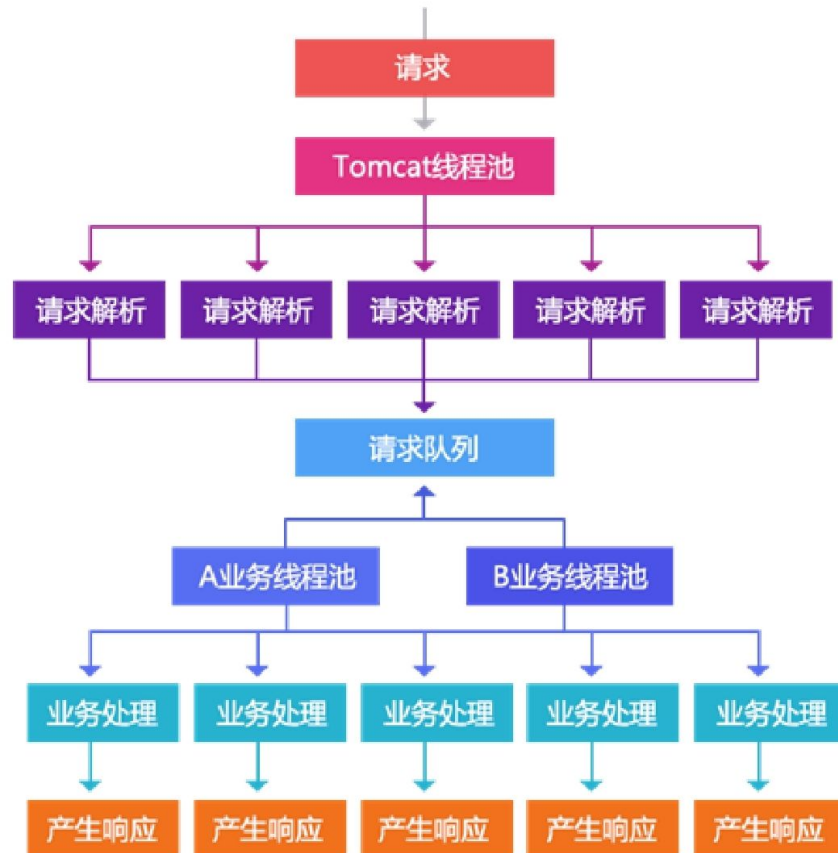 请求
Tomcat线程池
请求解析 请求解析 请求解析 请求解析 请求解析
请求队列
A业务线程池 B业务线程池
业务处理 业务处理 业务处理 业务处理 业务处理
产生响应 产生响应 产生响应 产生响应 产生响应